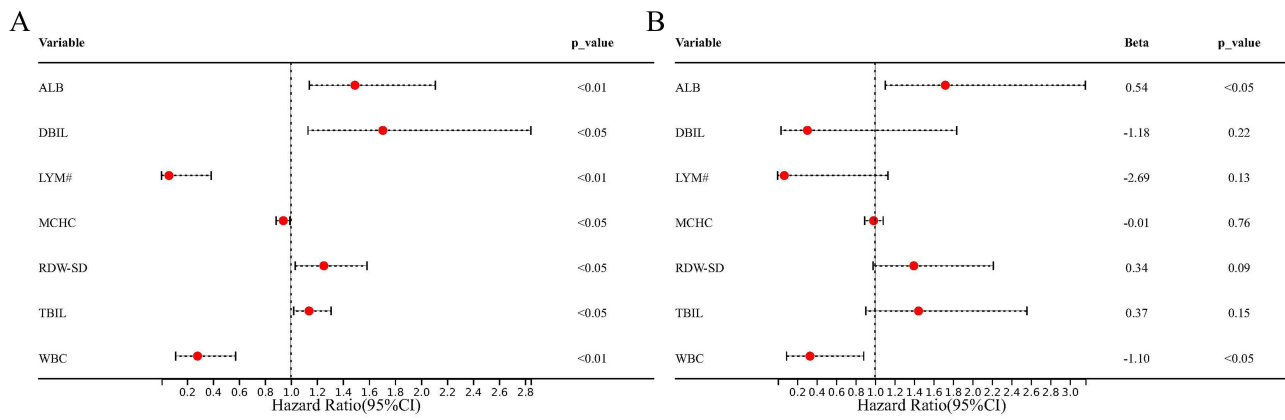 A
Variable p_value
ALB <0.01
DBIL <0.05
LYM# <0.01
MCHC <0.05
RDW-SD <0.05
TBIL <0.05
WBC <0.01
0.2 0.4 0.6 0.8 1.0 1.2 1.4 1.6 1.8 2.0 2.2 2.4 2.6 2.8
Hazard Ratio(95%CI)
B
Variable Beta p_value
ALB 0.54 <0.05
DBIL -1.18 0.22
LYM# -2.69 0.13
MCHC -0.01 0.76
RDW-SD 0.34 0.09
TBIL 0.37 0.15
WBC -1.10 <0.05
0.2 0.4 0.6 0.8 1.0 1.2 1.4 1.6 1.8 2.0 2.2 2.4 2.6 2.8 3.0
Hazard Ratio(95%CI)